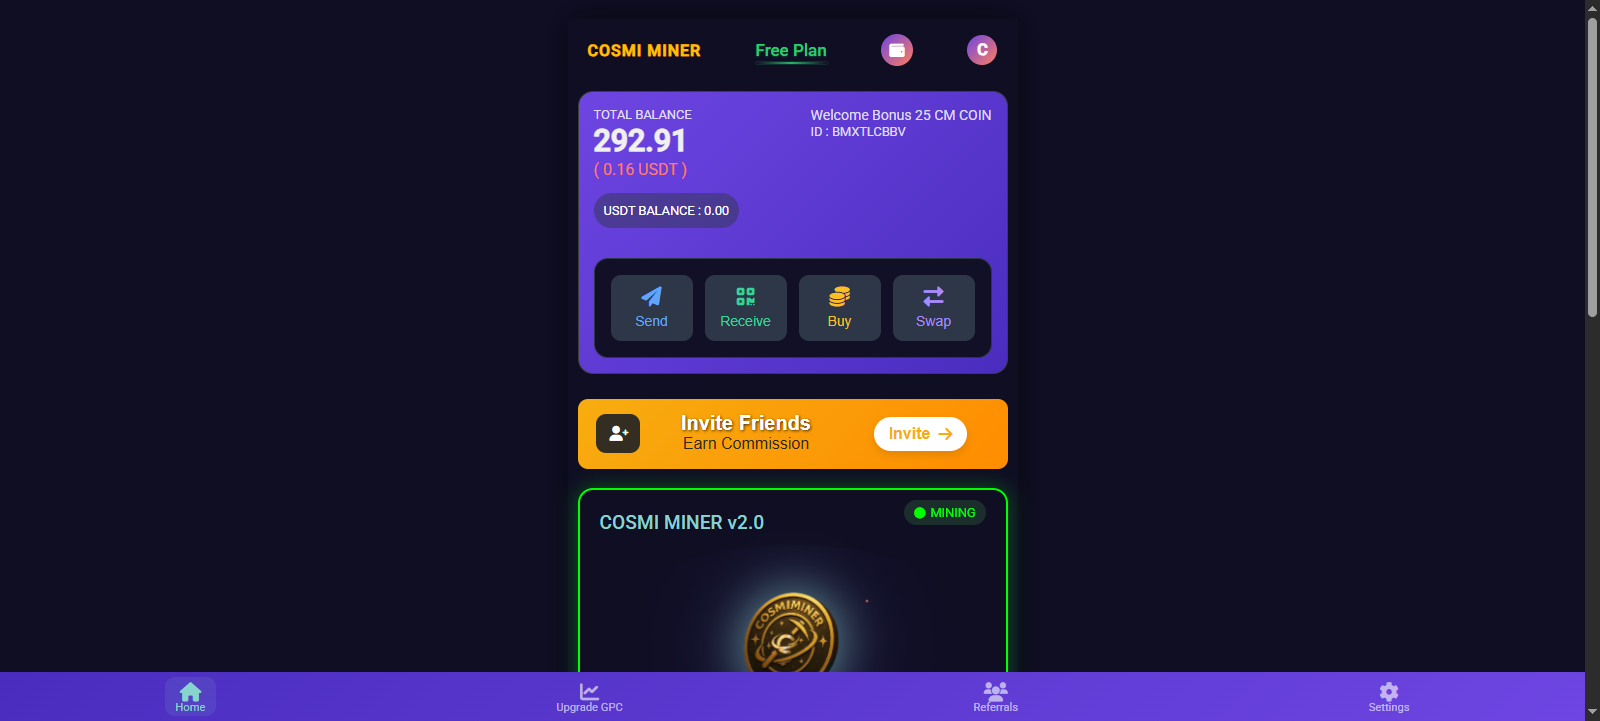 COSMI MINER
Free Plan
C
TOTAL BALANCE
292.91
( 0.16 USDT )
Welcome Bonus 25 CM COIN
ID : BMXTLCBBV
USDT BALANCE : 0.00
Send
Receive
Buy
Swap
Invite Friends
Earn Commission
Invite
COSMI MINER v2.0
MINING
COSMIMINER
Home
Upgrade GPC
Referrals
Settings